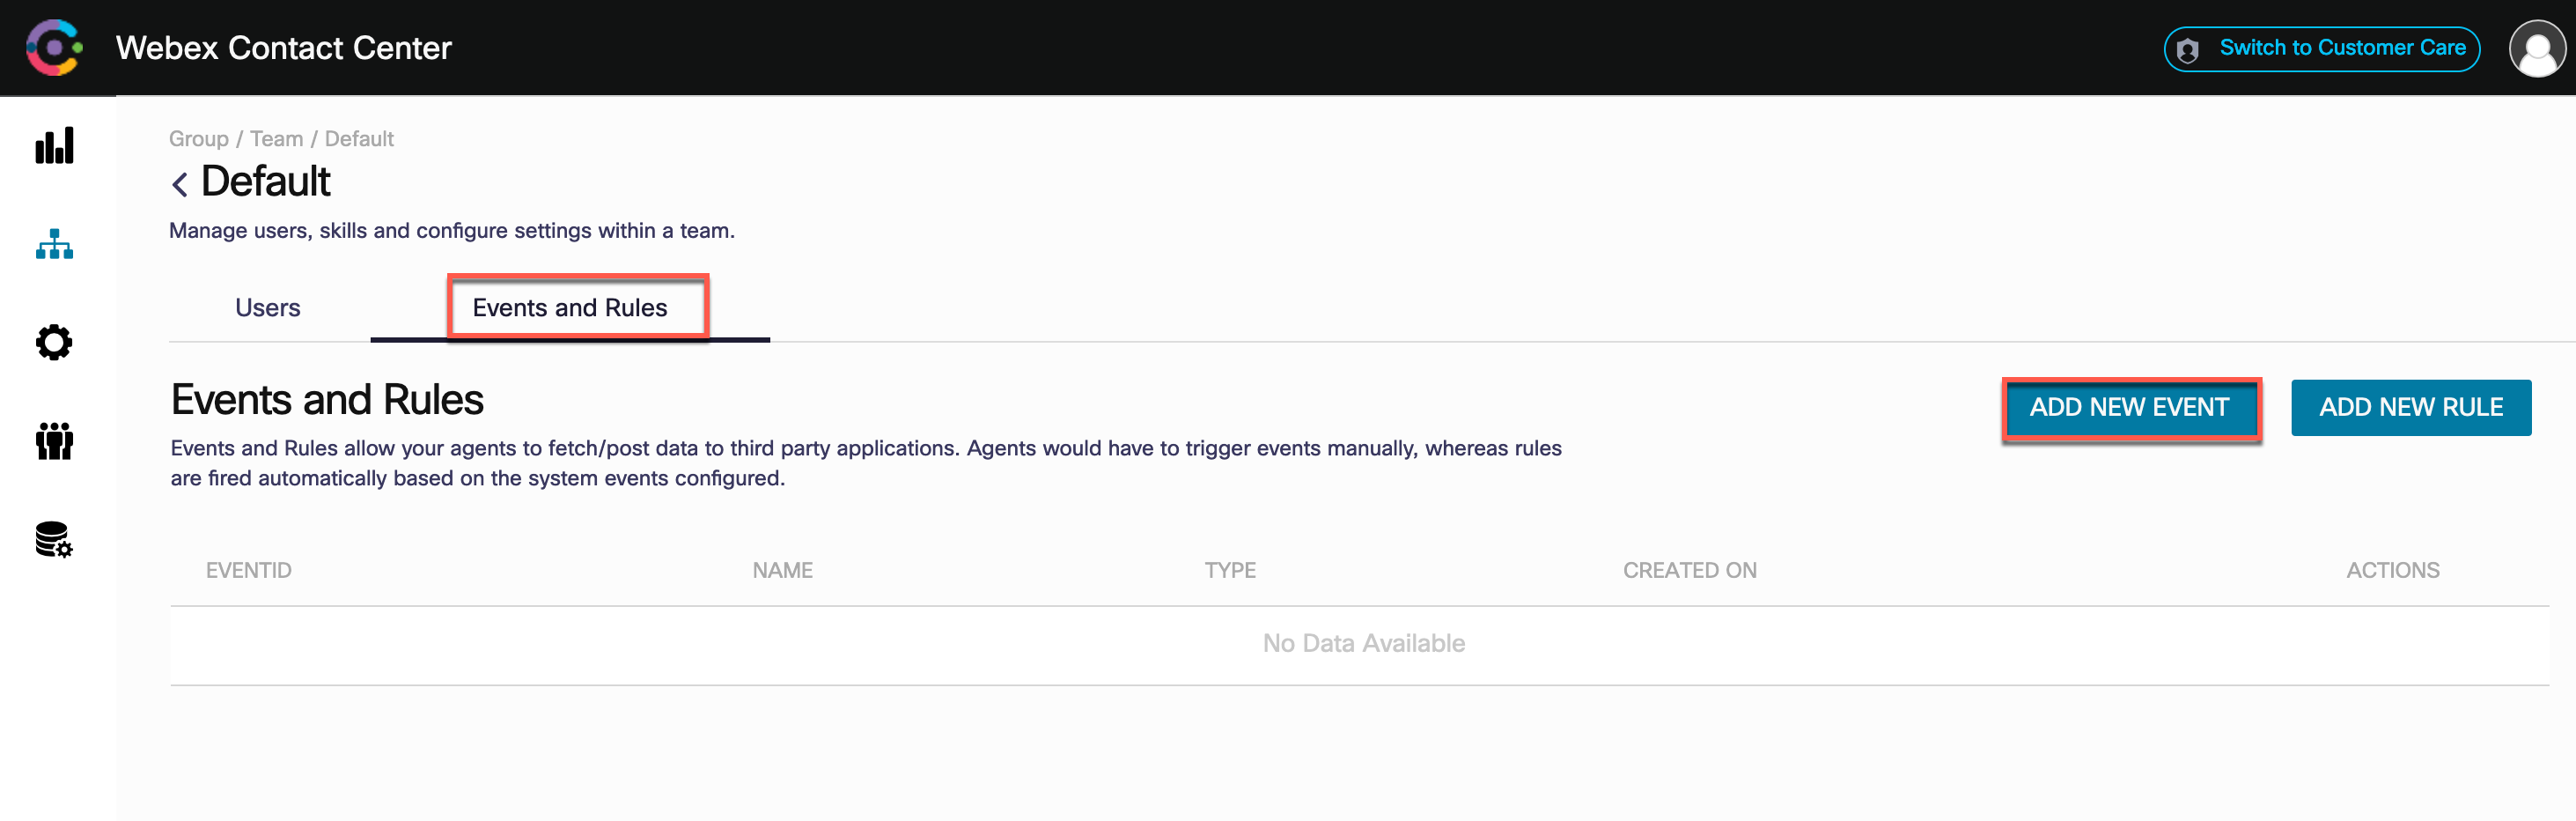 Webex Contact Center
Switch to Customer Care
Group / Team / Default
Default
Manage users, skills and configure settings within a team.
Users
Events and Rules
Events and Rules
ADD NEW EVENT
ADD NEW RULE
Events and Rules allow your agents to fetch/post data to third party applications. Agents would have to trigger events manually, whereas rules
are fired automatically based on the system events configured.
EVENTID
NAME
TYPE
CREATED ON
ACTIONS
No Data Available